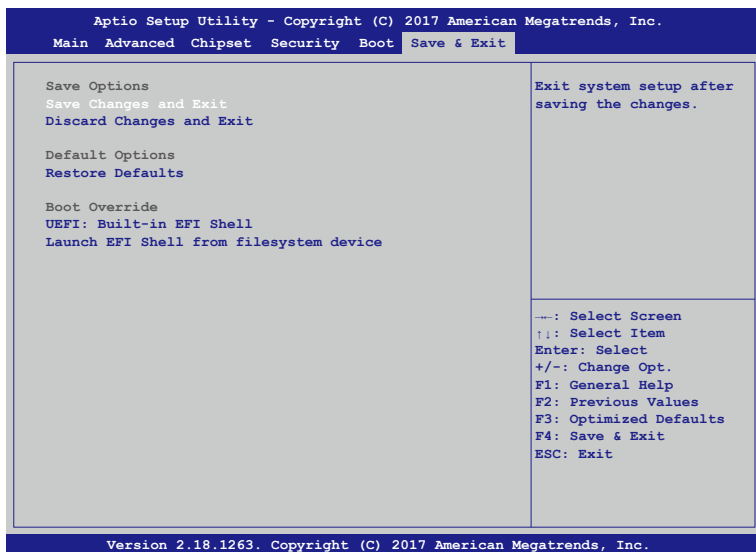 Aptio Setup Utility - Copyright (C) 2017 American Megatrends, Inc.
Main Advanced Chipset Security Boot Save & Exit
Save Options
Save Changes and Exit
Discard Changes and Exit
Default Options
Restore Defaults
Boot Override
UEFI: Built-in EFI Shell
Launch EFI Shell from filesystem device
Exit system setup after
saving the changes.
→←: Select Screen
↑↓: Select Item
Enter: Select
+/-: Change Opt.
F1: General Help
F2: Previous Values
F3: Optimized Defaults
F4: Save & Exit
ESC: Exit
Version 2.18.1263. Copyright (C) 2017 American Megatrends, Inc.